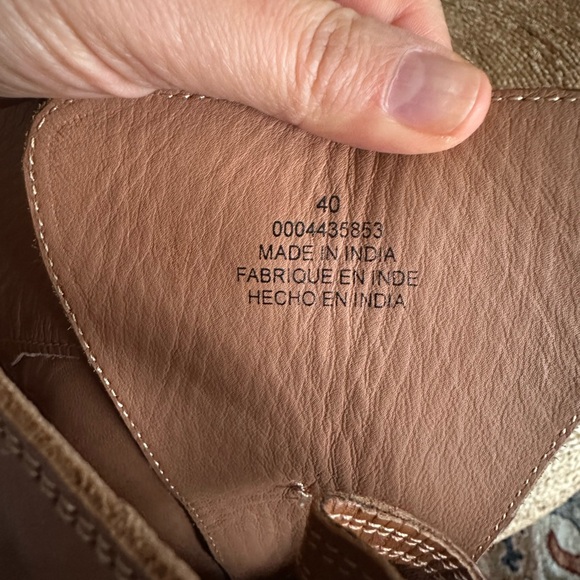 40
0004435853
MADE IN INDIA
FABRIQUE EN INDE
HECHO EN INDIA